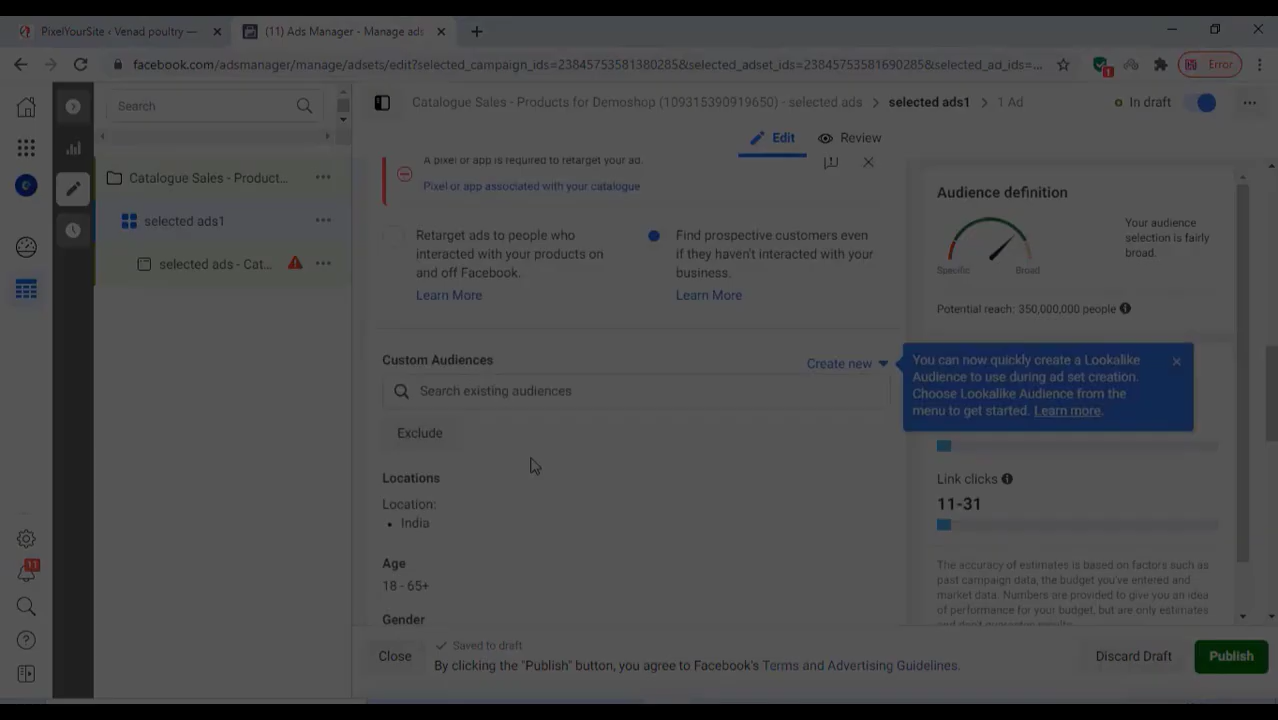 PixelYourSite ‹ Venad poultry —
(11) Ads Manager - Manage ads
facebook.com/adsmanager/manage/adsets/edit?selected_campaign_ids=23845753581380285&selected_adset_ids=23845753581690285&selected_ad_ids=...
Error
Search
Catalogue Sales - Products for Demoshop (109315390919650) - selected ads
selected ads1
1 Ad
In draft
Edit
Review
Catalogue Sales - Product...
selected ads1
selected ads - Cat...
A pixel or app is required to retarget your ad.
Pixel or app associated with your catalogue
Retarget ads to people who
interacted with your products on
and off Facebook.
Learn More
Find prospective customers even
if they haven't interacted with your
business.
Learn More
Custom Audiences
Create new
Search existing audiences
Exclude
Locations
Location:
• India
Age
18 - 65+
Gender
Audience definition
Specific
Broad
Your audience
selection is fairly
broad.
Potential reach: 350,000,000 people
You can now quickly create a Lookalike
Audience to use during ad set creation.
Choose Lookalike Audience from the
menu to get started. Learn more.
Link clicks
11-31
The accuracy of estimates is based on factors such as
past campaign data, the budget you've entered and
market data. Numbers are provided to give you an idea
of performance for your budget, but are only estimates
and don't guarantee results.
11
1
Close
Saved to draft
By clicking the "Publish" button, you agree to Facebook's Terms and Advertising Guidelines.
Discard Draft
Publish